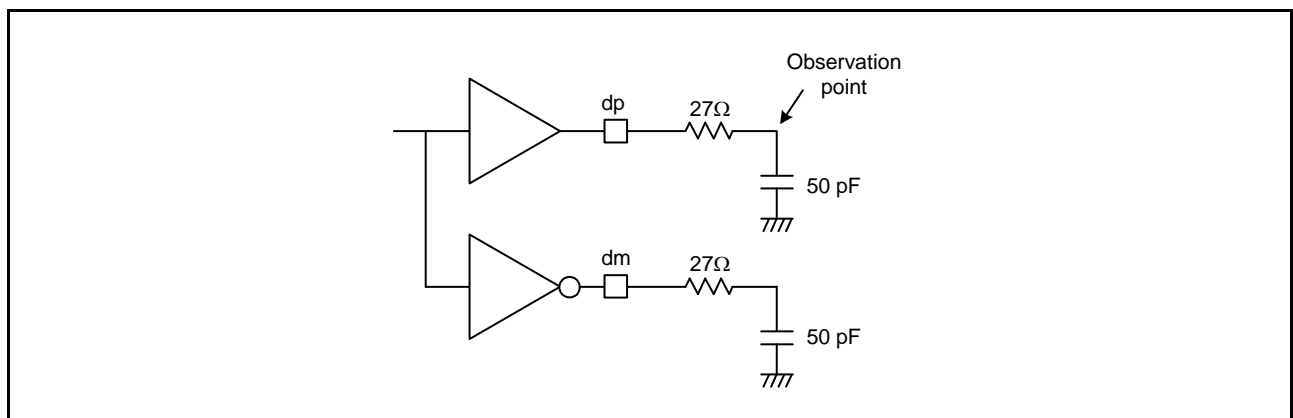 Observation
point
dp
27Ω
50 pF
dm
27Ω
50 pF